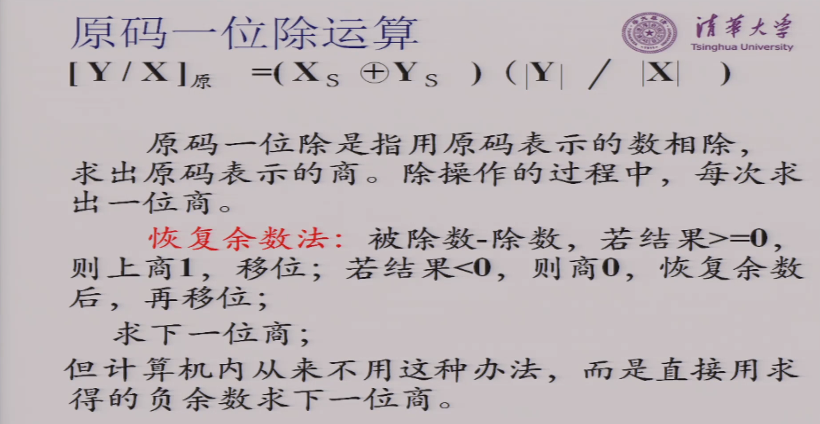 原码一位除运算
清华大学
Tsinghua University
[Y/X]原 =(XS⊕YS)(|Y| / |X|)
原码一位除是指用原码表示的数相除，
求出原码表示的商。除操作的过程中，每次求
出一位商。
恢复余数法：被除数-除数，若结果>=0，
则上商1，移位；若结果<0，则商0，恢复余数
后，再移位；
求下一位商；
但计算机内从来不用这种办法，而是直接用求
得的负余数求下一位商。